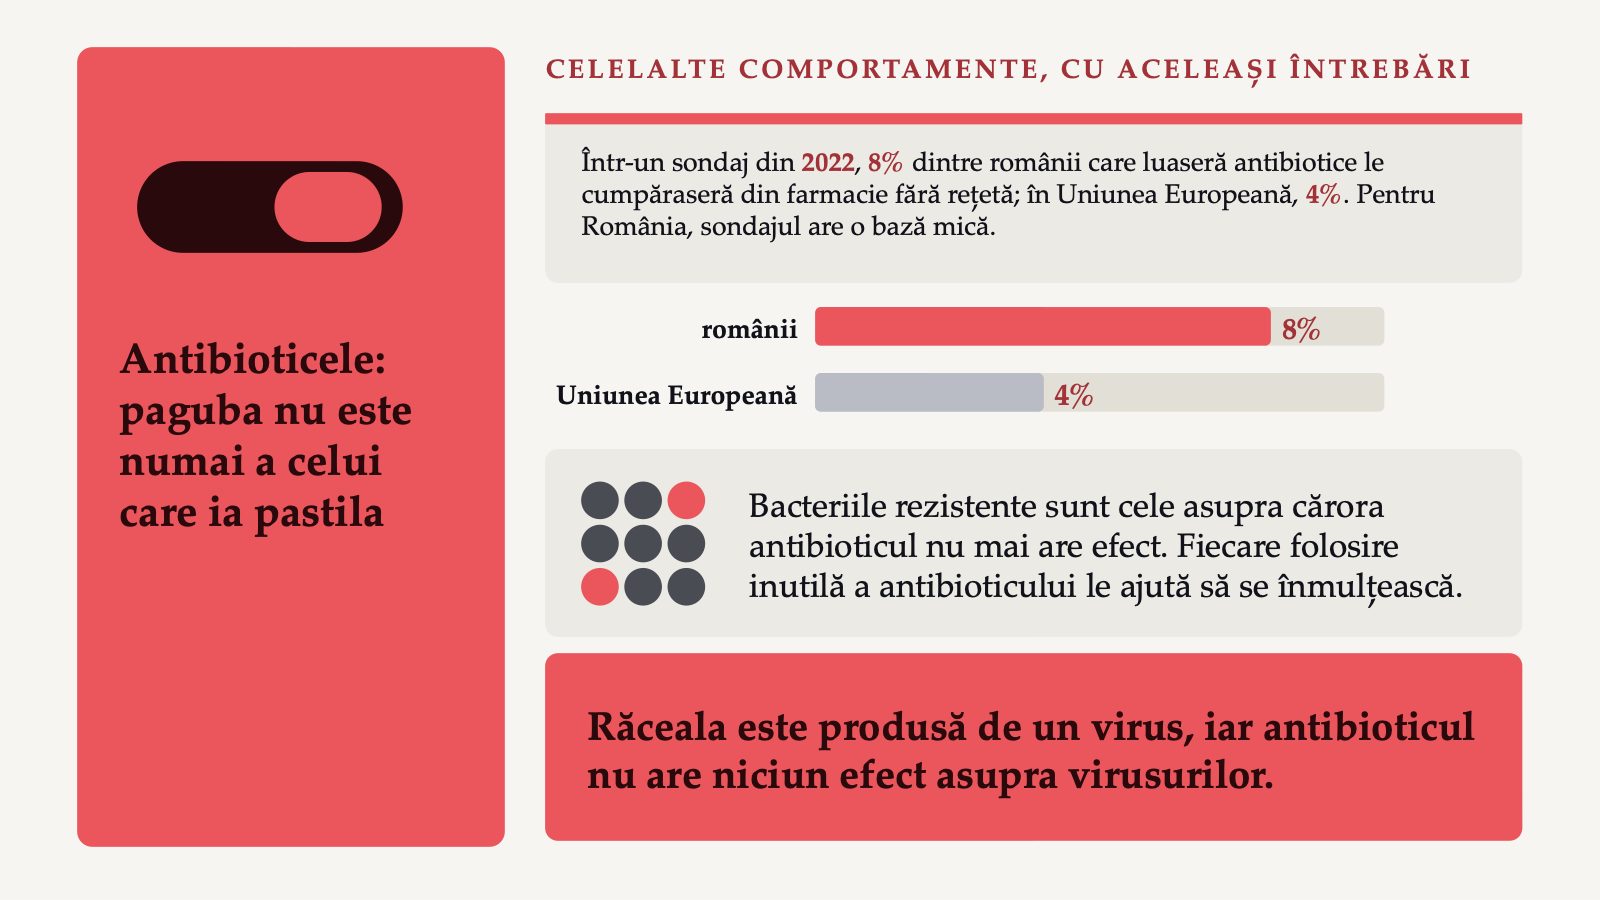 CELELALTE COMPORTAMENTE, CU ACELEAȘI ÎNTREBĂRI
Antibioticele:
paguba nu este
numai a celui
care ia pastila
Într-un sondaj din 2022, 8% dintre românii care luaseră antibiotice le
cumpăraseră din farmacie fără rețetă; în Uniunea Europeană, 4%. Pentru
România, sondajul are o bază mică.
românii 8%
Uniunea Europeană 4%
Bacteriile rezistente sunt cele asupra cărora
antibioticul nu mai are efect. Fiecare folosire
inutilă a antibioticului le ajută să se înmulțească.
Răceala este produsă de un virus, iar antibioticul
nu are niciun efect asupra virusurilor.